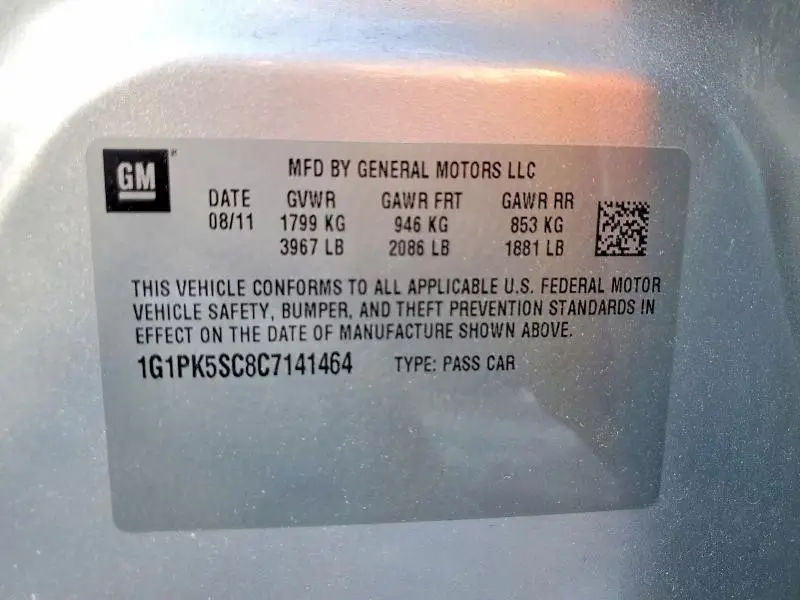 GM
MFD BY GENERAL MOTORS LLC
DATE GVWR GAWR FRT GAWR RR
08/11 1799 KG 946 KG 853 KG
3967 LB 2086 LB 1881 LB
THIS VEHICLE CONFORMS TO ALL APPLICABLE U.S. FEDERAL MOTOR
VEHICLE SAFETY, BUMPER, AND THEFT PREVENTION STANDARDS IN
EFFECT ON THE DATE OF MANUFACTURE SHOWN ABOVE.
1G1PK5SC8C7141464 TYPE: PASS CAR